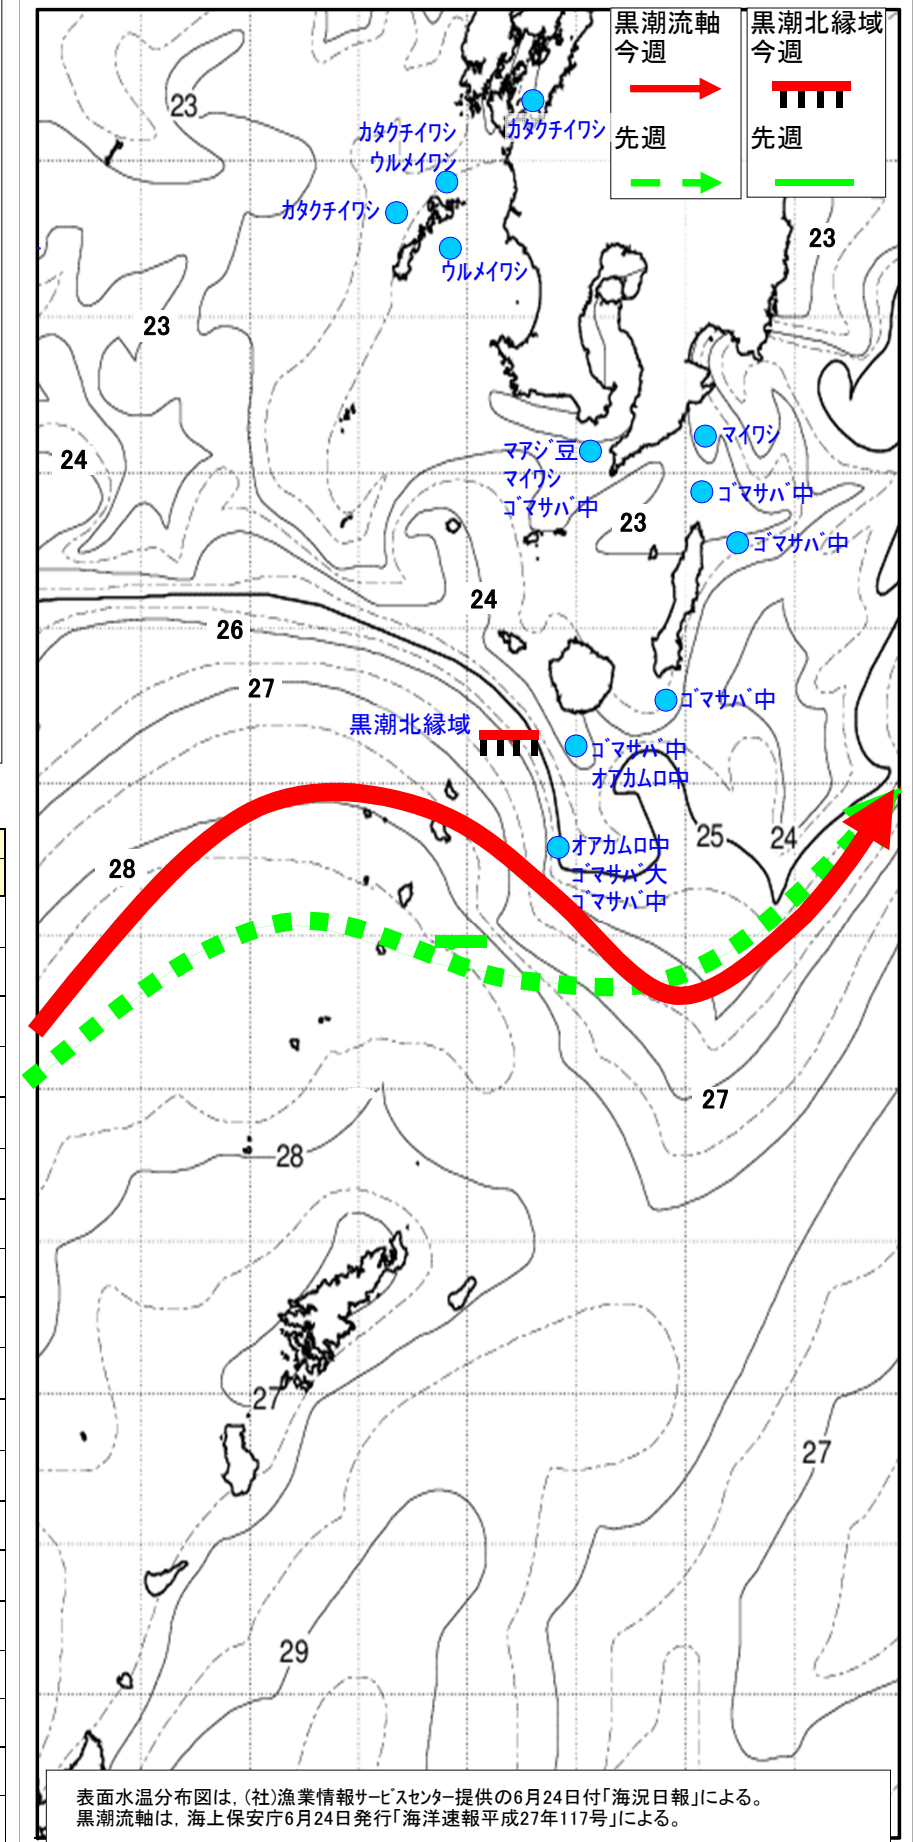 黒潮流軸
今週
先週
黒潮北縁域
今週
先週
23
カタクチイワシ
ウルメイワシ
カタクチイワシ
カタクチイワシ
ウルメイワシ
23
23
24
マイワシ
マアジ豆
マイワシ
ゴマサバ中
ゴマサバ中
23
ゴマサバ中
24
26
27
ゴマサバ中
黒潮北縁域
ゴマサバ中
オアカムロ中
25
24
オアカムロ中
ゴマサバ大
ゴマサバ中
28
27
28
27
27
29
表面水温分布図は，(社)漁業情報サービスセンター提供の6月24日付「海況日報」による。
黒潮流軸は，海上保安庁6月24日発行「海洋速報平成27年117号」による。